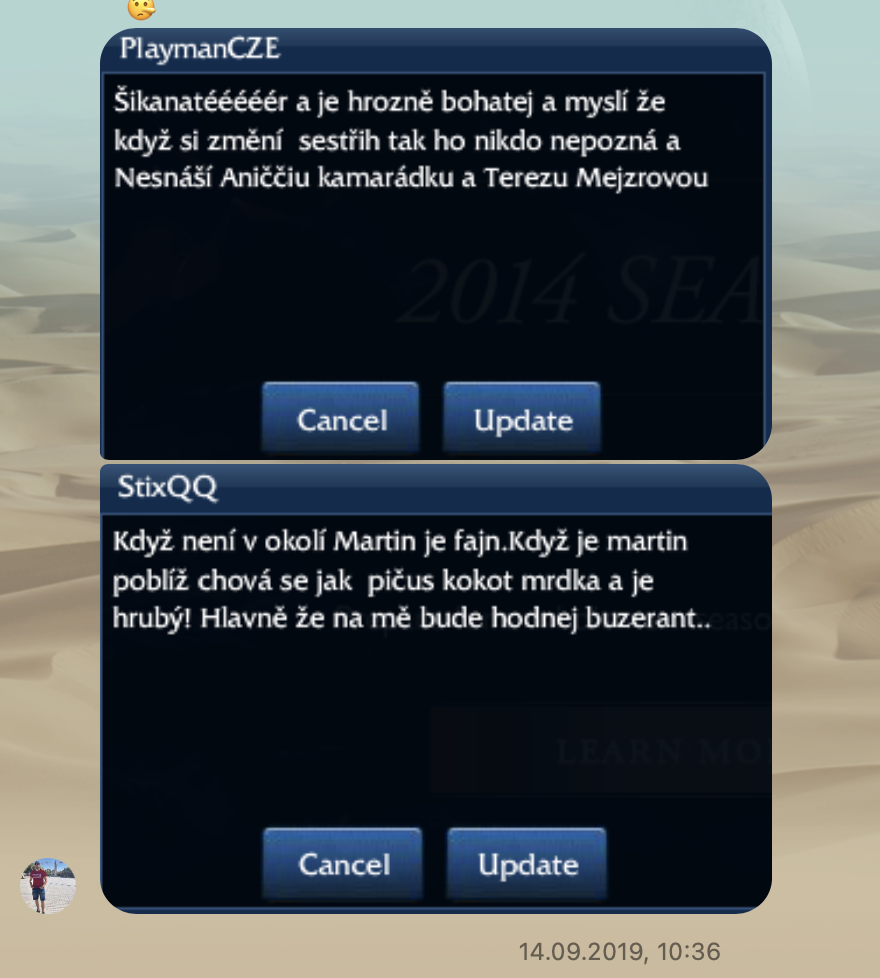 PlaymanCZE
Šikanatéééééér a je hrozně bohatej a myslí že
když si změní  sestřih tak ho nikdo nepozná a
Nesnáší Aniččiu kamarádku a Terezu Mejzrovou
2014 SEA
Cancel
Update
StixQQ
Když není v okolí Martin je fajn.Když je martin
poblíž chová se jak  pičus kokot mrdka a je
hrubý! Hlavně že na mě bude hodnej buzerant..
LEARN MO
Cancel
Update
14.09.2019, 10:36